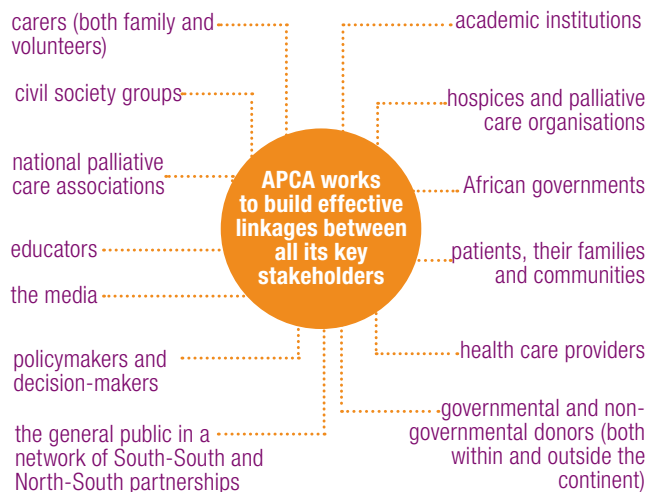 carers (both family and
volunteers)
civil society groups
national palliative
care associations
educators
the media
policymakers and
decision-makers
the general public in a
network of South-South and
North-South partnerships
APCA works
to build effective
linkages between
all its key
stakeholders
academic institutions
hospices and palliative
care organisations
African governments
patients, their families
and communities
health care providers
governmental and non-
governmental donors (both
within and outside the
continent)